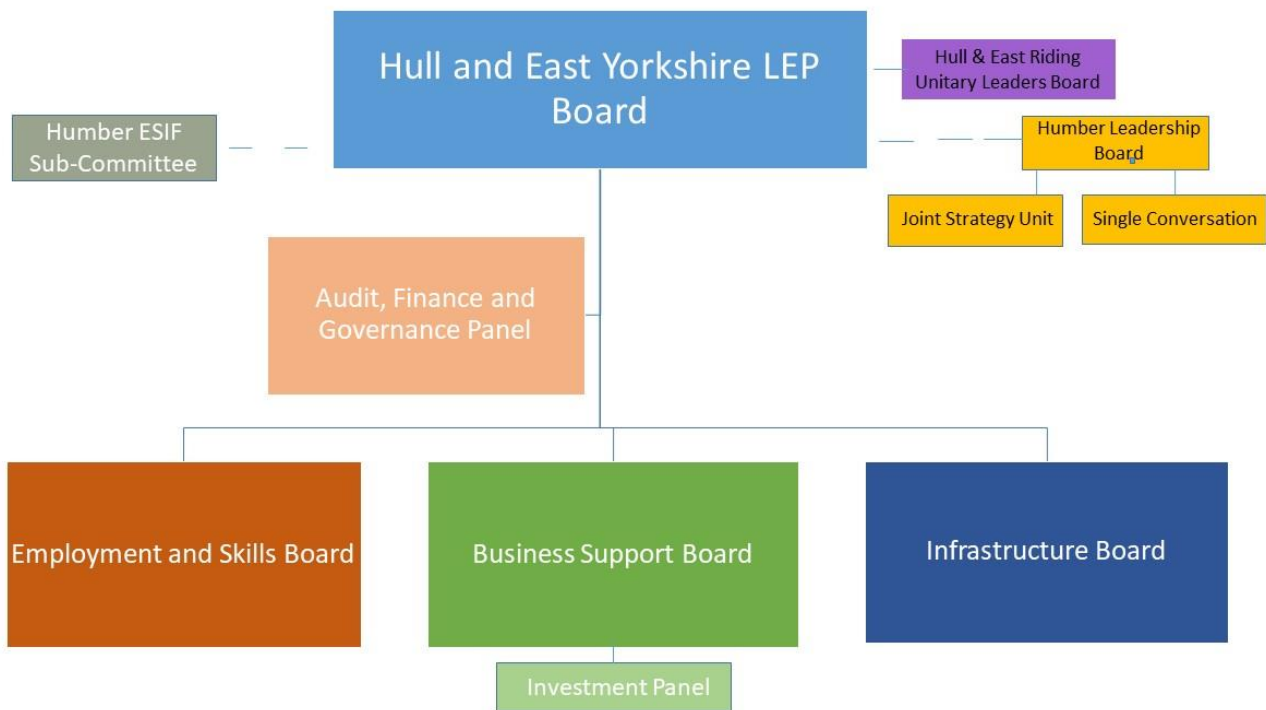 Hull and East Yorkshire LEP
Board
Hull & East Riding
Unitary Leaders Board
Humber ESIF
Sub-Committee
Humber Leadership
Board
Joint Strategy Unit
Single Conversation
Audit, Finance and
Governance Panel
Employment and Skills Board
Business Support Board
Infrastructure Board
Investment Panel